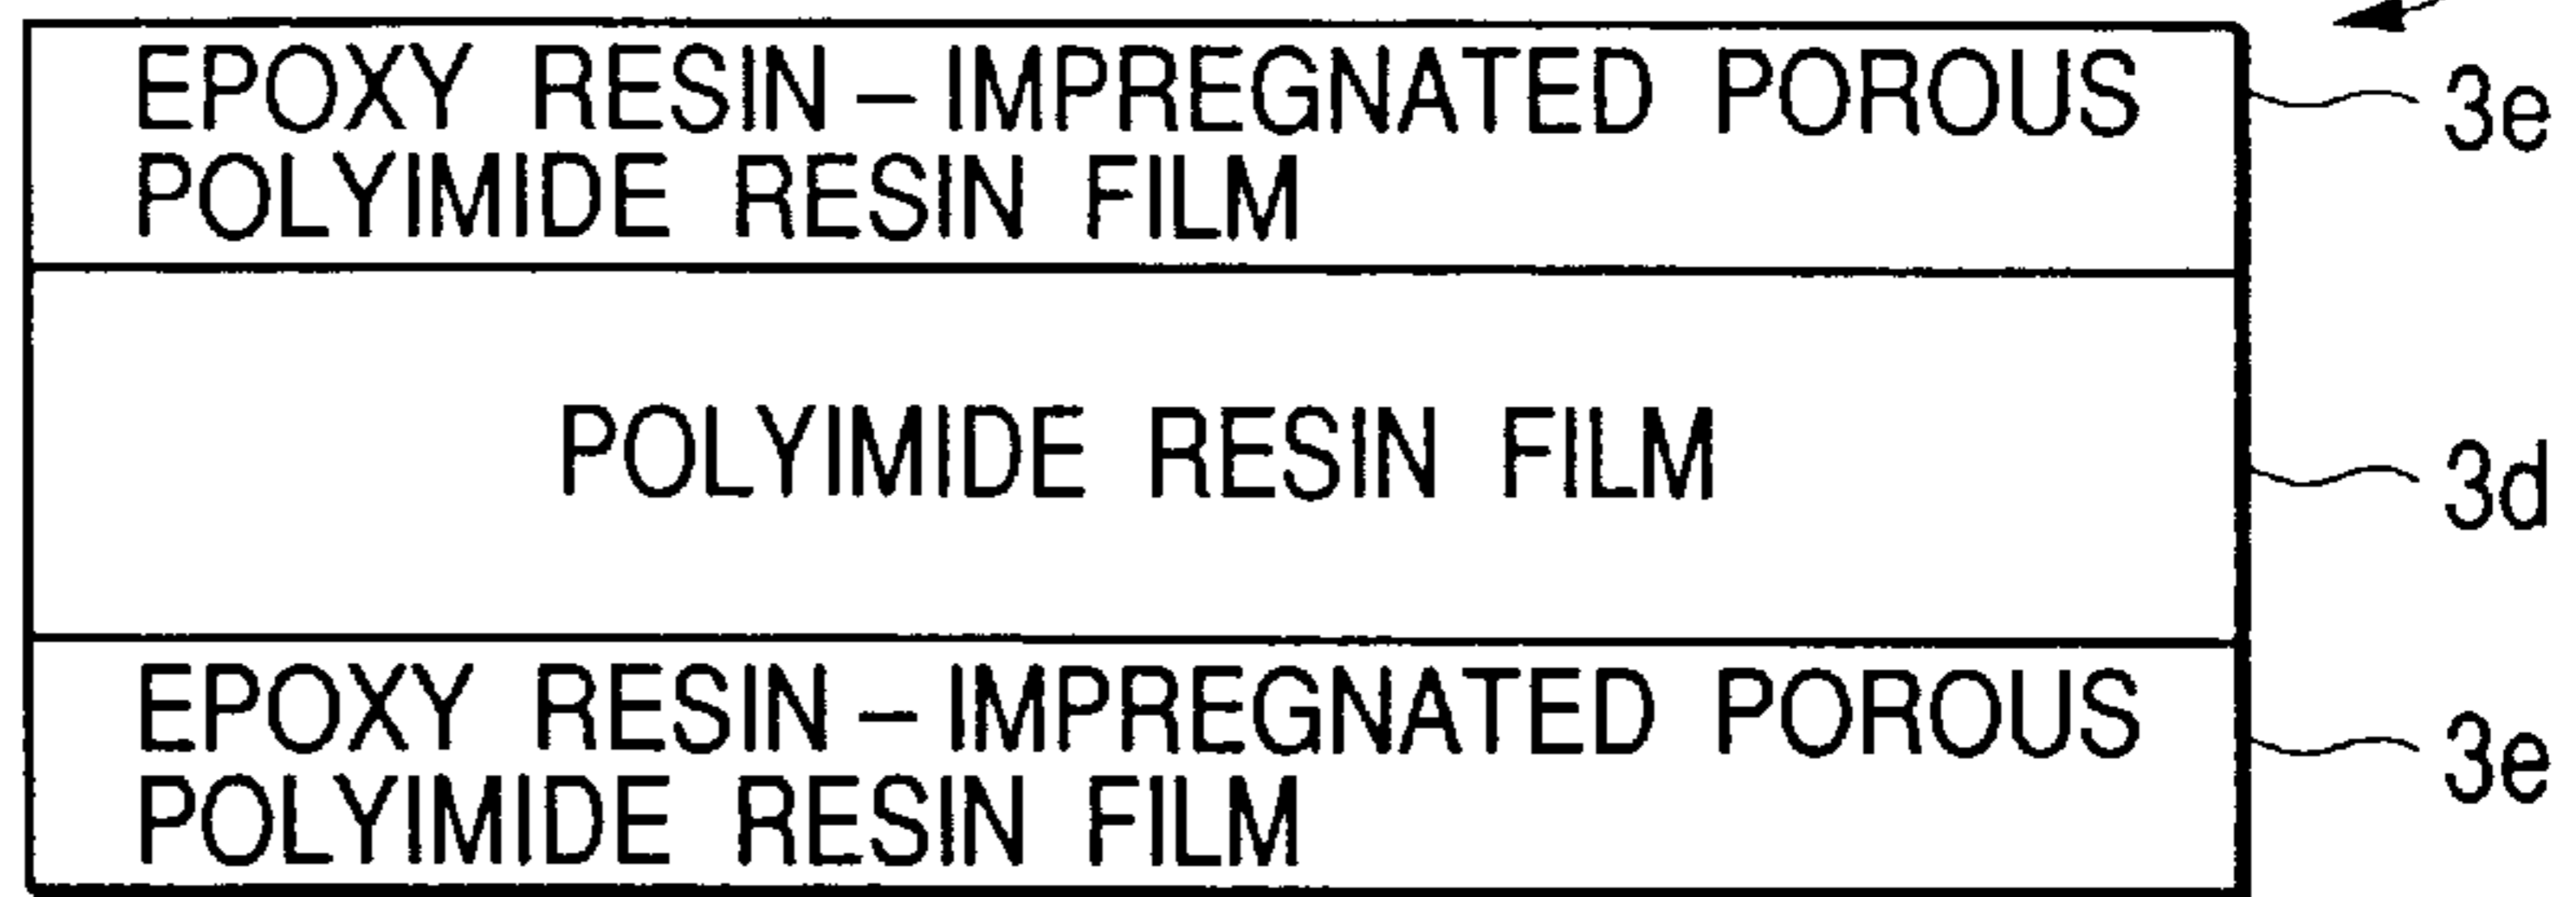 EPOXY RESIN-IMPREGNATED POROUS 3e
POLYIMIDE RESIN FILM
POLYIMIDE RESIN FILM 3d
EPOXY RESIN-IMPREGNATED POROUS 3e
POLYIMIDE RESIN FILM